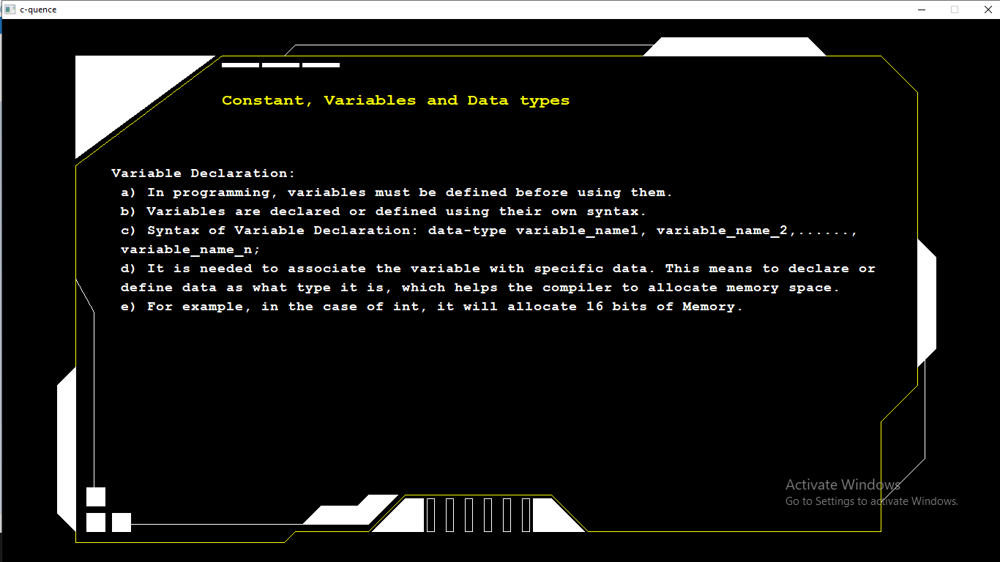 c-quence
Constant, Variables and Data types
Variable Declaration:
a) In programming, variables must be defined before using them.
b) Variables are declared or defined using their own syntax.
c) Syntax of Variable Declaration: data-type variable_name1, variable_name_2,......,
variable_name_n;
d) It is needed to associate the variable with specific data. This means to declare or
define data as what type it is, which helps the compiler to allocate memory space.
e) For example, in the case of int, it will allocate 16 bits of Memory.
Activate Windows
Go to Settings to activate Windows.